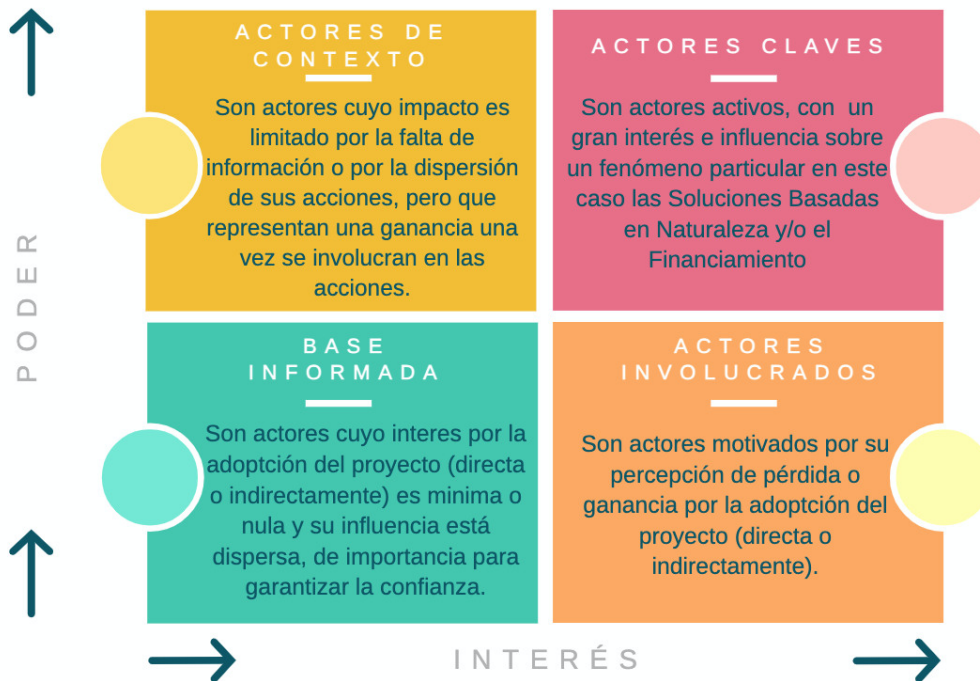 ACTORES DE
CONTEXTO
Son actores cuyo impacto es
limitado por la falta de
información o por la dispersión
de sus acciones, pero que
representan una ganancia una
vez se involucran en las
acciones.
ACTORES CLAVES
Son actores activos, con un
gran interés e influencia sobre
un fenómeno particular en este
caso las Soluciones Basadas
en Naturaleza y/o el
Financiamiento
PODER
BASE
INFORMADA
Son actores cuyo interes por la
adoptción del proyecto (directa
o indirectamente) es minima o
nula y su influencia está
dispersa, de importancia para
garantizar la confianza.
ACTORES
INVOLUCRADOS
Son actores motivados por su
percepción de pérdida o
ganancia por la adoptción del
proyecto (directa o
indirectamente).
INTERÉS